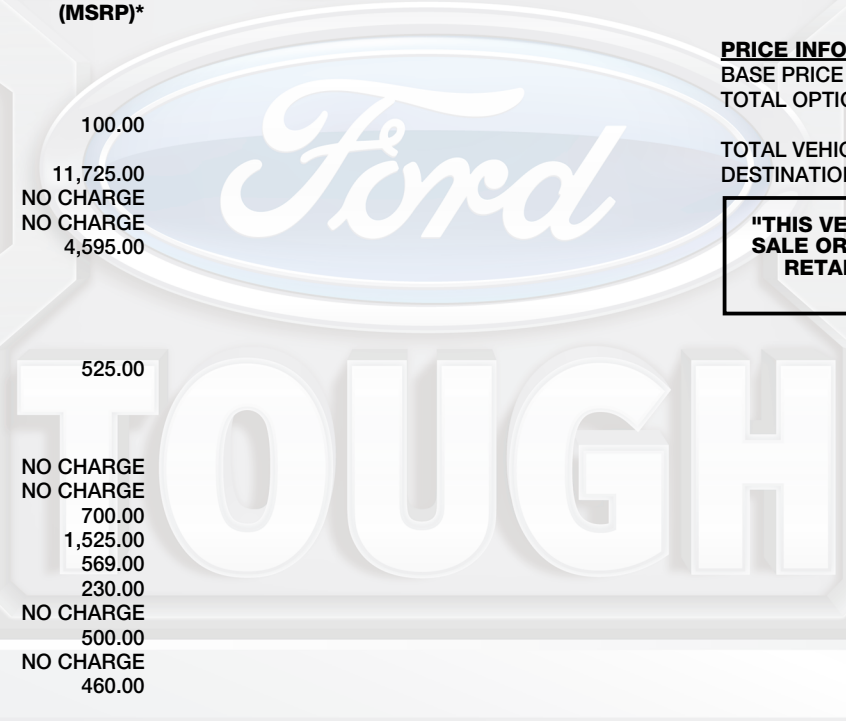 (MSRP)*
100.00
11,725.00
NO CHARGE
NO CHARGE
4,595.00
525.00
NO CHARGE
NO CHARGE
700.00
1,525.00
569.00
230.00
NO CHARGE
500.00
NO CHARGE
460.00
PRICE INFO
BASE PRICE
TOTAL OPTIO
TOTAL VEHIC
DESTINATION
"THIS VE
SALE OR
RETAI
Ford
TOUGH